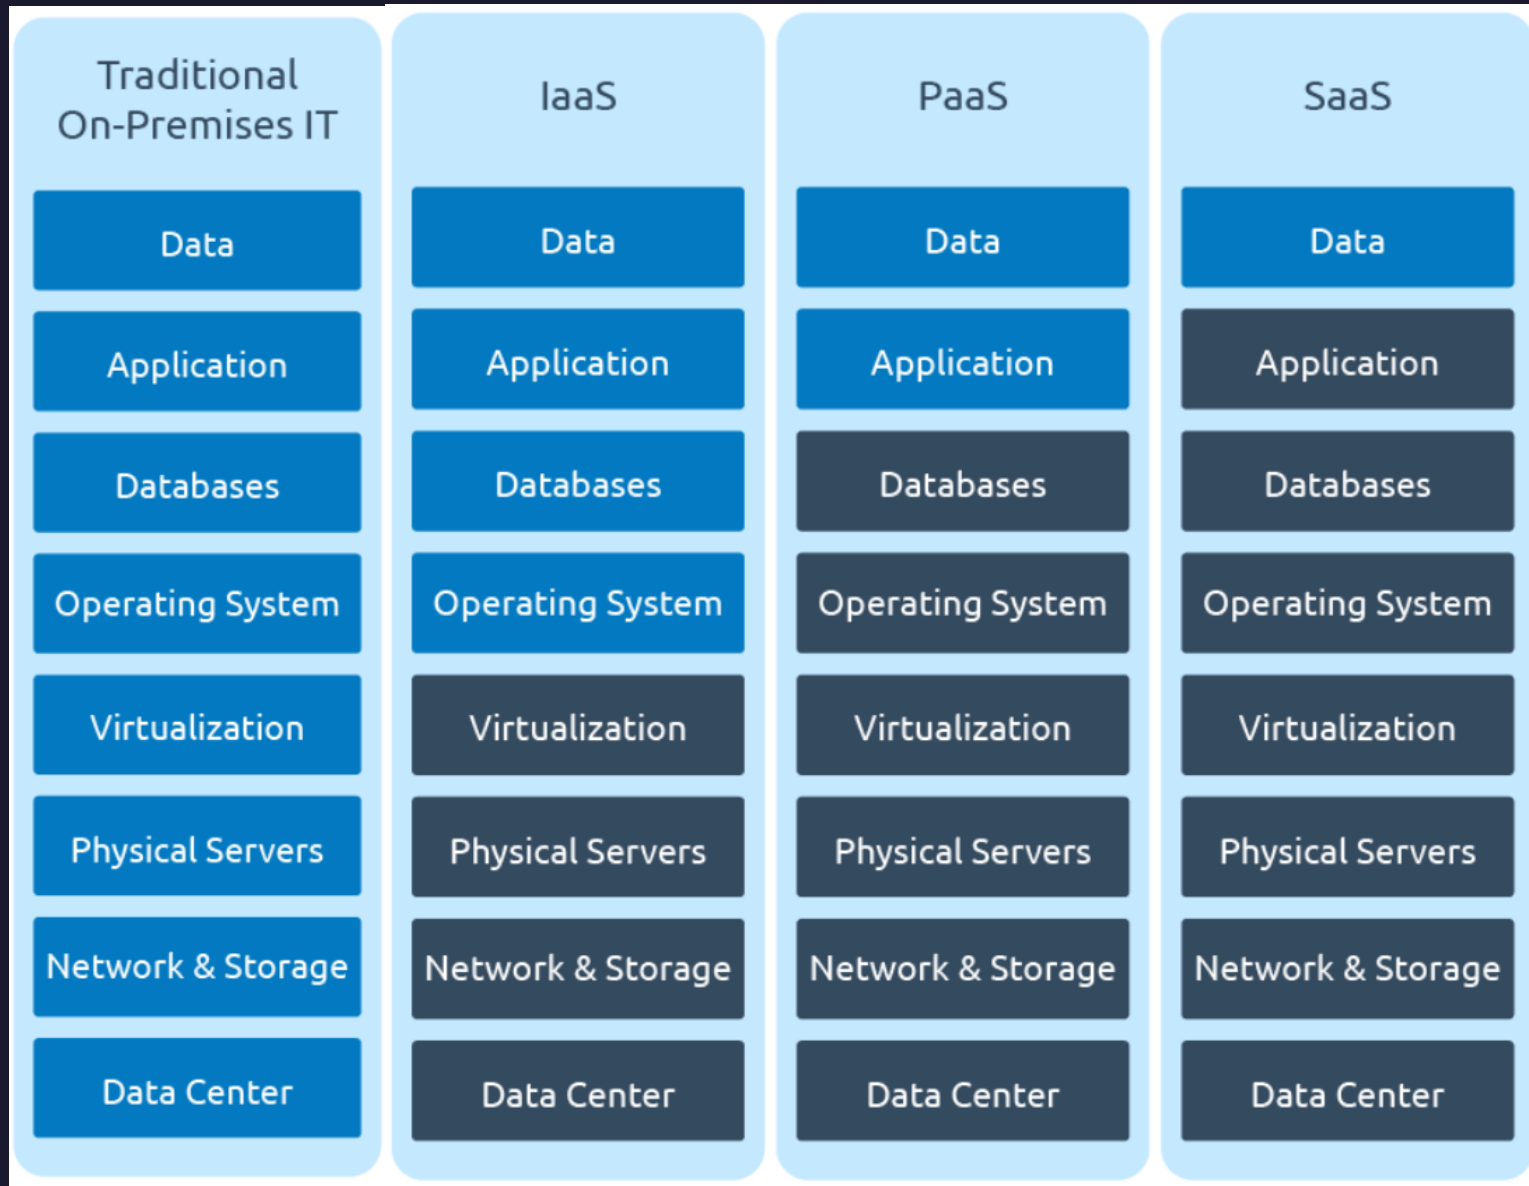 Traditional
On-Premises IT
Data
Application
Databases
Operating System
Virtualization
Physical Servers
Network & Storage
Data Center
IaaS
Data
Application
Databases
Operating System
Virtualization
Physical Servers
Network & Storage
Data Center
PaaS
Data
Application
Databases
Operating System
Virtualization
Physical Servers
Network & Storage
Data Center
SaaS
Data
Application
Databases
Operating System
Virtualization
Physical Servers
Network & Storage
Data Center